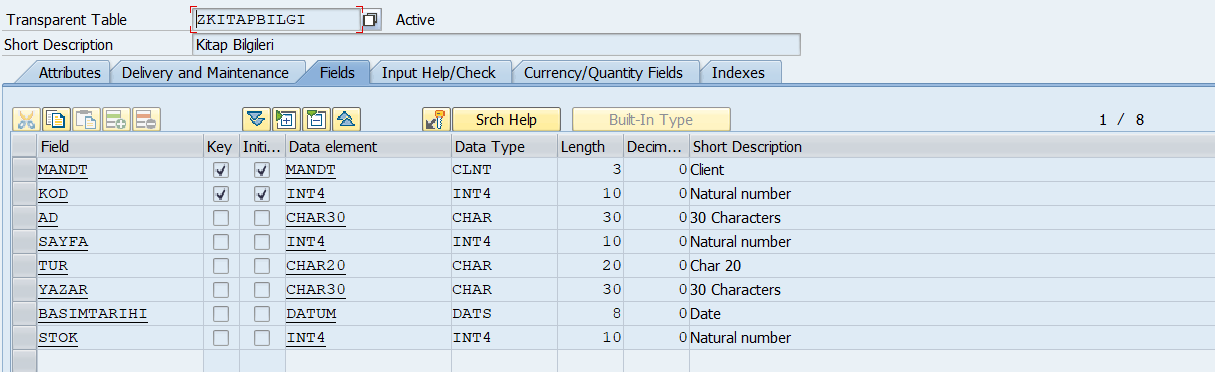 Transparent Table ZKITAPBILGI Active
Short Description Kitap Bilgileri
Attributes Delivery and Maintenance Fields Input Help/Check Currency/Quantity Fields Indexes
Srch Help Built-In Type 1 / 8
Field Key Initi... Data element Data Type Length Decim... Short Description
MANDT MANDT CLNT 3 0 Client
KOD INT4 INT4 10 0 Natural number
AD CHAR30 CHAR 30 0 30 Characters
SAYFA INT4 INT4 10 0 Natural number
TUR CHAR20 CHAR 20 0 Char 20
YAZAR CHAR30 CHAR 30 0 30 Characters
BASIMTARIHI DATUM DATS 8 0 Date
STOK INT4 INT4 10 0 Natural number